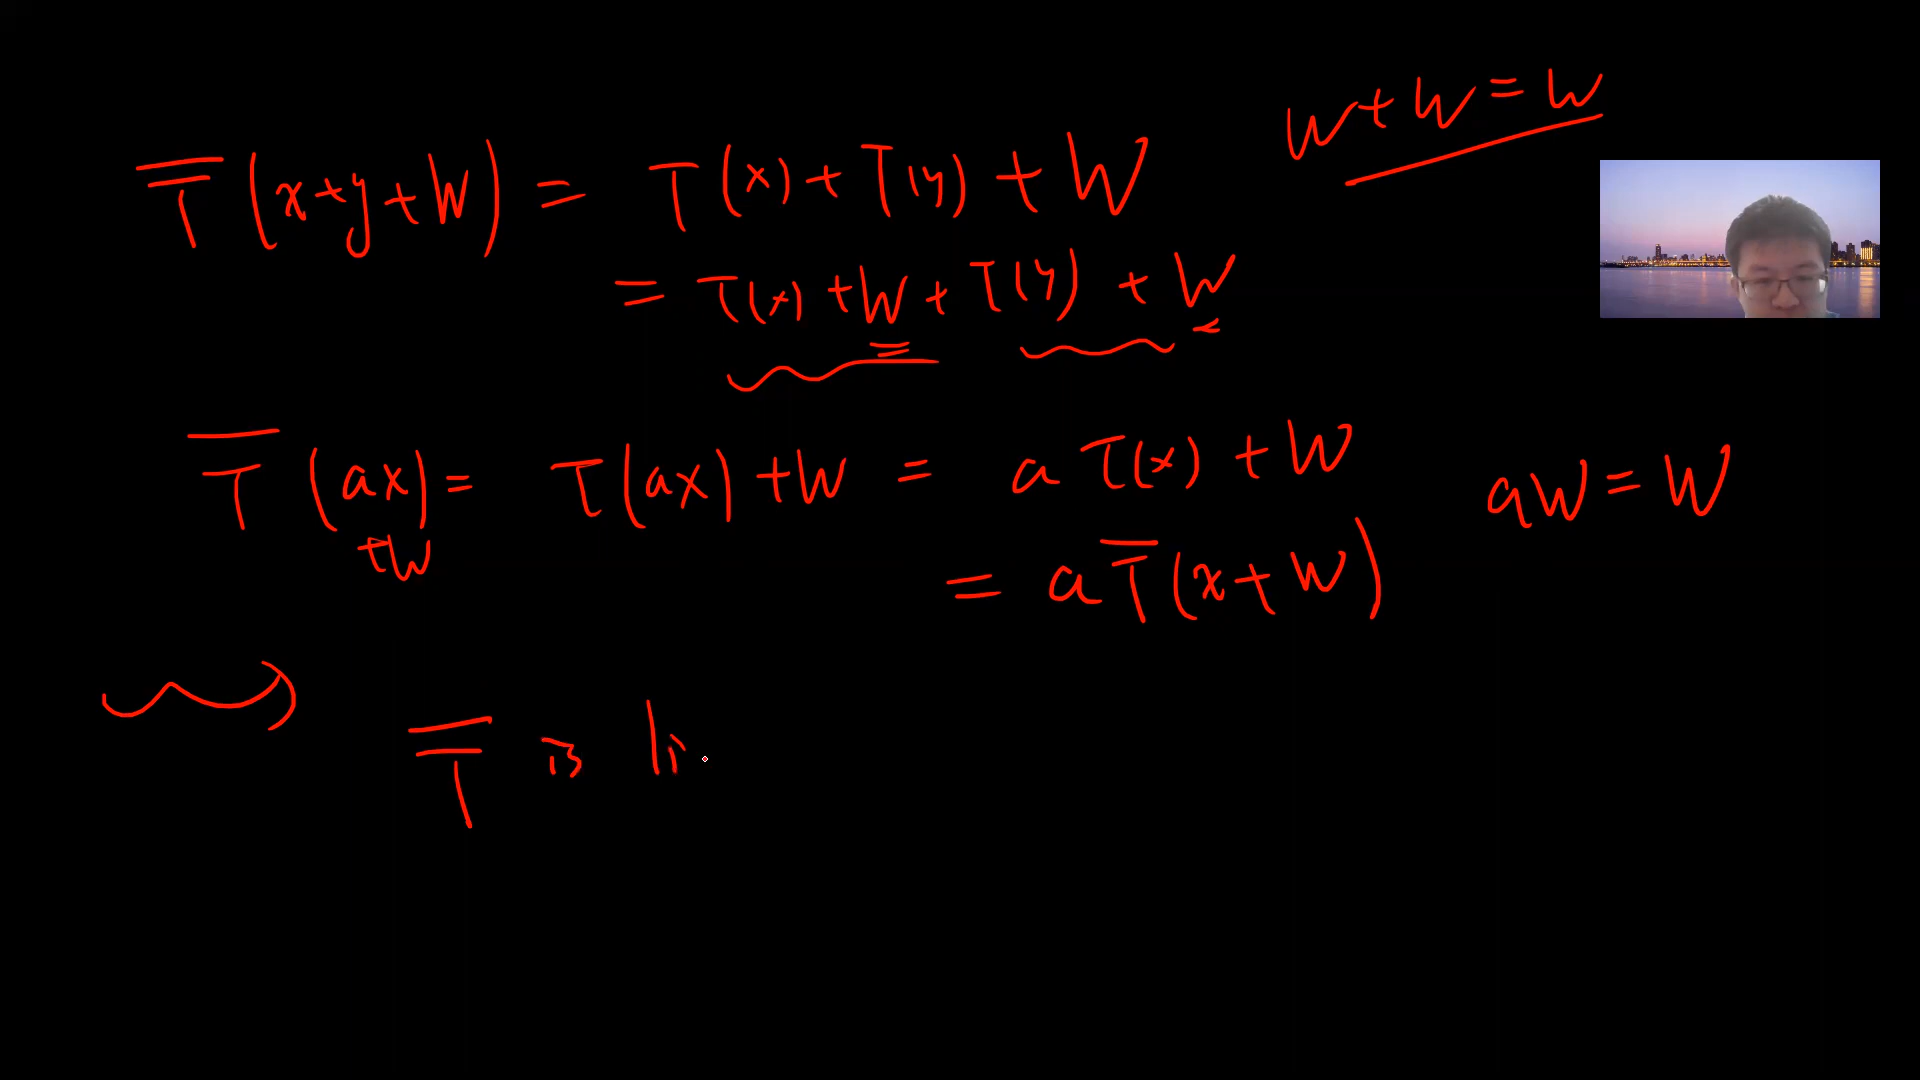 W+W=W
T̅(x+y+W) = T(x)+T(y)+W
= T(x)+W+T(y)+W
T̅(ax) = T(ax)+W = aT(x)+W
aW=W
+W
= aT̅(x+W)
T̅ is li